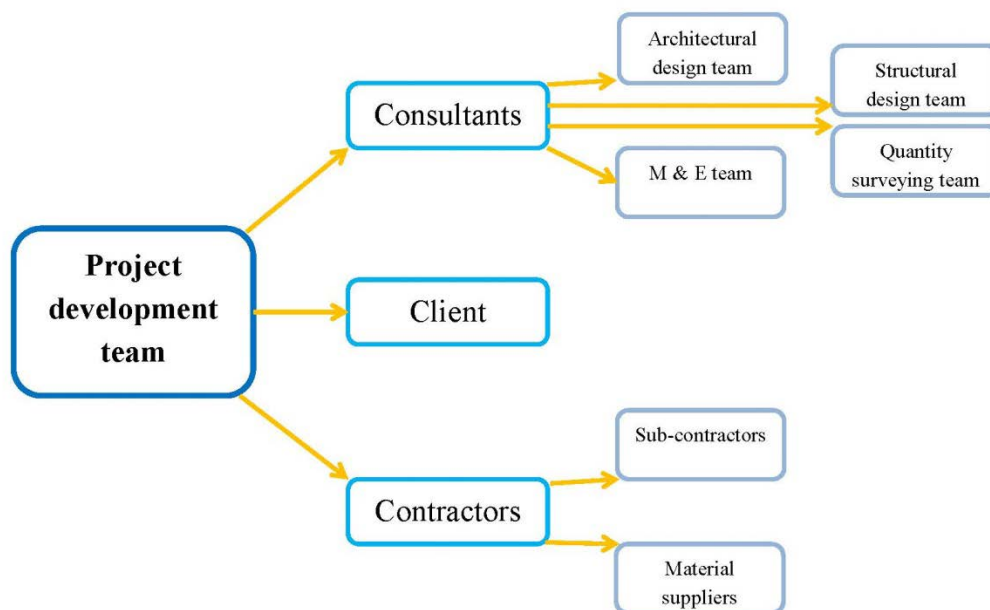 Architectural
design team
Structural
design team
Consultants
M & E team
Quantity
surveying team
Project
development
team
Client
Sub-contractors
Contractors
Material
suppliers